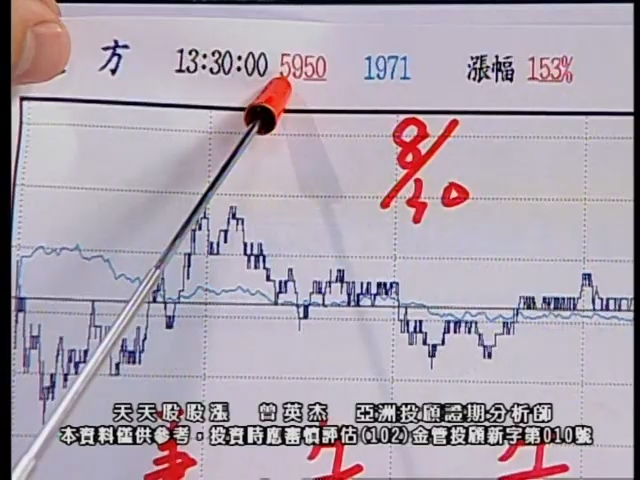 方 13:30:00 5950 1971 漲幅 153%
8/30
天天股股漲 曾英杰 亞洲投顧證期分析師
本資料僅供參考，投資時應審慎評估(102)金管投顧新字第010號